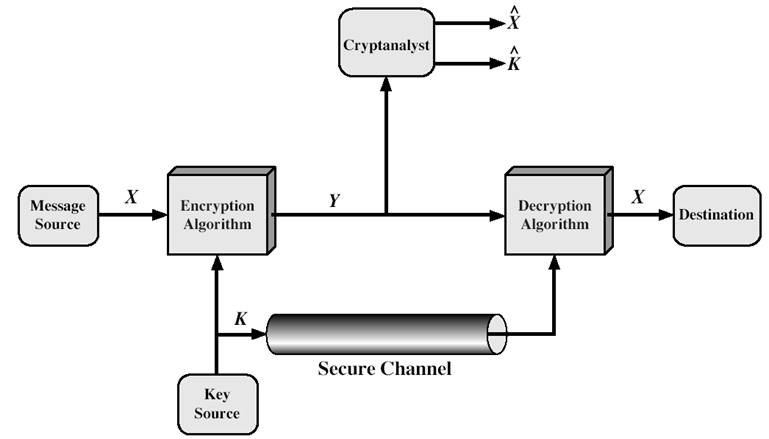 X̂
Cryptanalyst
K̂
Message
Source
X
Encryption
Algorithm
Y
Decryption
Algorithm
X
Destination
K
Secure Channel
Key
Source